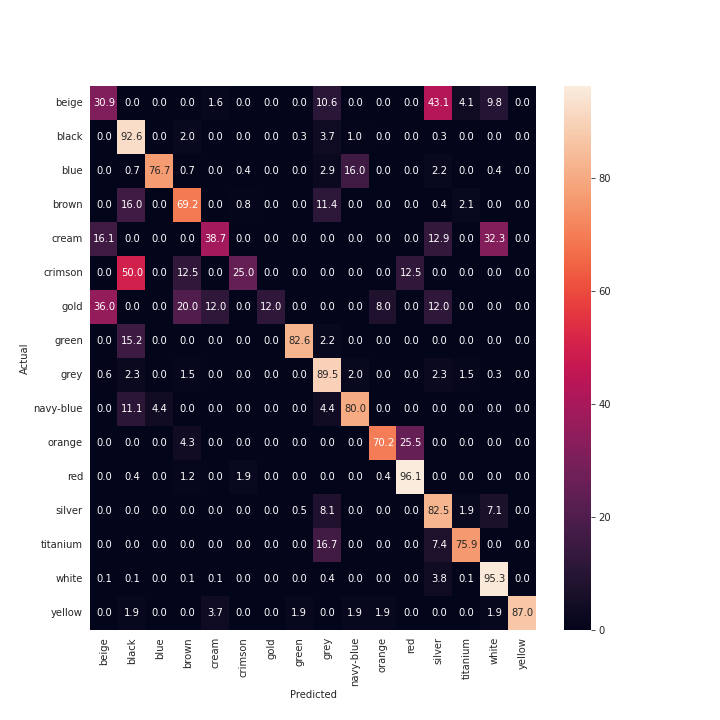 beige 30.9 0.0 0.0 0.0 1.6 0.0 0.0 0.0 10.6 0.0 0.0 0.0 43.1 4.1 9.8 0.0
black 0.0 92.6 0.0 2.0 0.0 0.0 0.0 0.3 3.7 1.0 0.0 0.0 0.3 0.0 0.0 0.0
blue 0.0 0.7 76.7 0.7 0.0 0.4 0.0 0.0 2.9 16.0 0.0 0.0 2.2 0.0 0.4 0.0
80
brown 0.0 16.0 0.0 69.2 0.0 0.8 0.0 0.0 11.4 0.0 0.0 0.0 0.4 2.1 0.0 0.0
cream 16.1 0.0 0.0 0.0 38.7 0.0 0.0 0.0 0.0 0.0 0.0 0.0 12.9 0.0 32.3 0.0
crimson 0.0 50.0 0.0 12.5 0.0 25.0 0.0 0.0 0.0 0.0 0.0 12.5 0.0 0.0 0.0 0.0
60
gold 36.0 0.0 0.0 20.0 12.0 0.0 12.0 0.0 0.0 0.0 8.0 0.0 12.0 0.0 0.0 0.0
green 0.0 15.2 0.0 0.0 0.0 0.0 0.0 82.6 2.2 0.0 0.0 0.0 0.0 0.0 0.0 0.0
Actual
grey 0.6 2.3 0.0 1.5 0.0 0.0 0.0 0.0 89.5 2.0 0.0 0.0 2.3 1.5 0.3 0.0
40
navy-blue 0.0 11.1 4.4 0.0 0.0 0.0 0.0 0.0 4.4 80.0 0.0 0.0 0.0 0.0 0.0 0.0
orange 0.0 0.0 0.0 4.3 0.0 0.0 0.0 0.0 0.0 0.0 70.2 25.5 0.0 0.0 0.0 0.0
red 0.0 0.4 0.0 1.2 0.0 1.9 0.0 0.0 0.0 0.0 0.4 96.1 0.0 0.0 0.0 0.0
silver 0.0 0.0 0.0 0.0 0.0 0.0 0.0 0.5 8.1 0.0 0.0 0.0 82.5 1.9 7.1 0.0
20
titanium 0.0 0.0 0.0 0.0 0.0 0.0 0.0 0.0 16.7 0.0 0.0 0.0 7.4 75.9 0.0 0.0
white 0.1 0.1 0.0 0.1 0.1 0.0 0.0 0.0 0.4 0.0 0.0 0.0 3.8 0.1 95.3 0.0
yellow 0.0 1.9 0.0 0.0 3.7 0.0 0.0 1.9 0.0 1.9 1.9 0.0 0.0 0.0 1.9 87.0
0
beige black blue brown cream crimson gold green grey navy-blue orange red silver titanium white yellow
Predicted